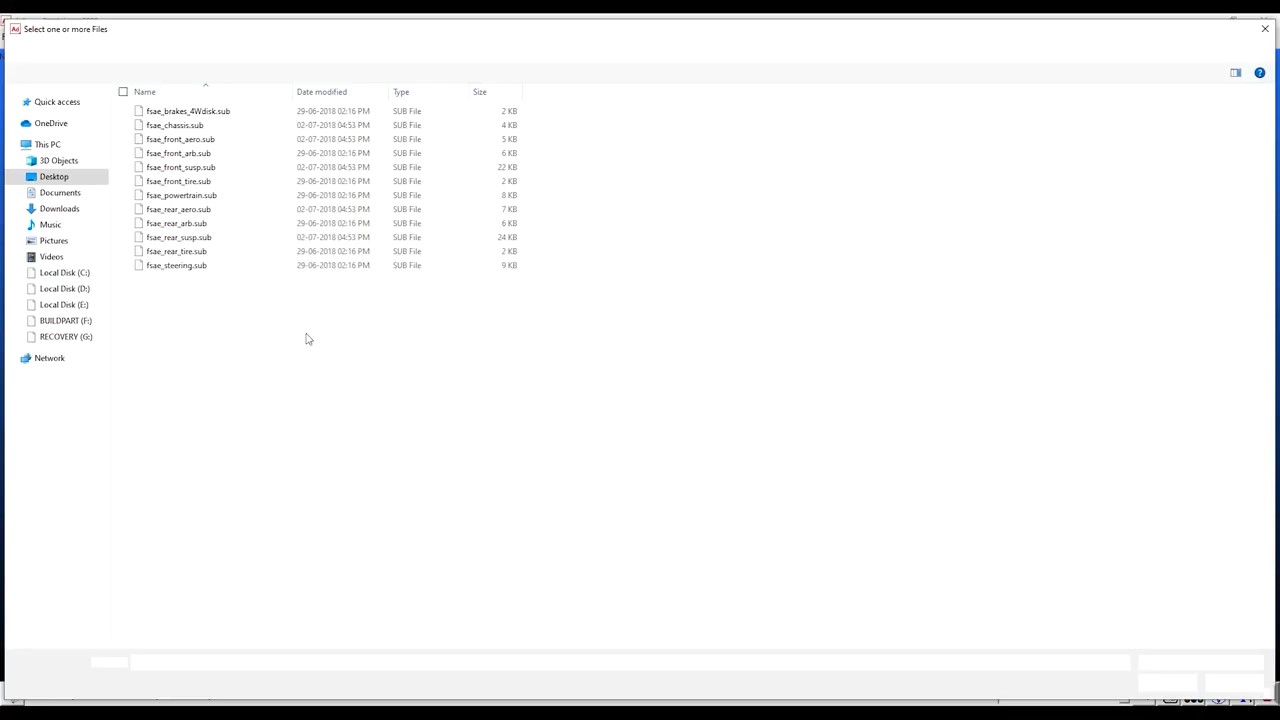 Ad Select one or more Files
Name Date modified Type Size
Quick access
OneDrive
This PC
3D Objects
Desktop
Documents
Downloads
Music
Pictures
Videos
Local Disk (C:)
Local Disk (D:)
Local Disk (E:)
BUILDPART (F:)
RECOVERY (G:)
Network
fsae_brakes_4Wdisk.sub 29-06-2018 02:16 PM SUB File 2 KB
fsae_chassis.sub 02-07-2018 04:53 PM SUB File 4 KB
fsae_front_aero.sub 02-07-2018 04:53 PM SUB File 5 KB
fsae_front_arb.sub 29-06-2018 02:16 PM SUB File 6 KB
fsae_front_susp.sub 02-07-2018 04:53 PM SUB File 22 KB
fsae_front_tire.sub 29-06-2018 02:16 PM SUB File 2 KB
fsae_powertrain.sub 29-06-2018 02:16 PM SUB File 8 KB
fsae_rear_aero.sub 02-07-2018 04:53 PM SUB File 7 KB
fsae_rear_arb.sub 29-06-2018 02:16 PM SUB File 6 KB
fsae_rear_susp.sub 02-07-2018 04:53 PM SUB File 24 KB
fsae_rear_tire.sub 29-06-2018 02:16 PM SUB File 2 KB
fsae_steering.sub 29-06-2018 02:16 PM SUB File 9 KB